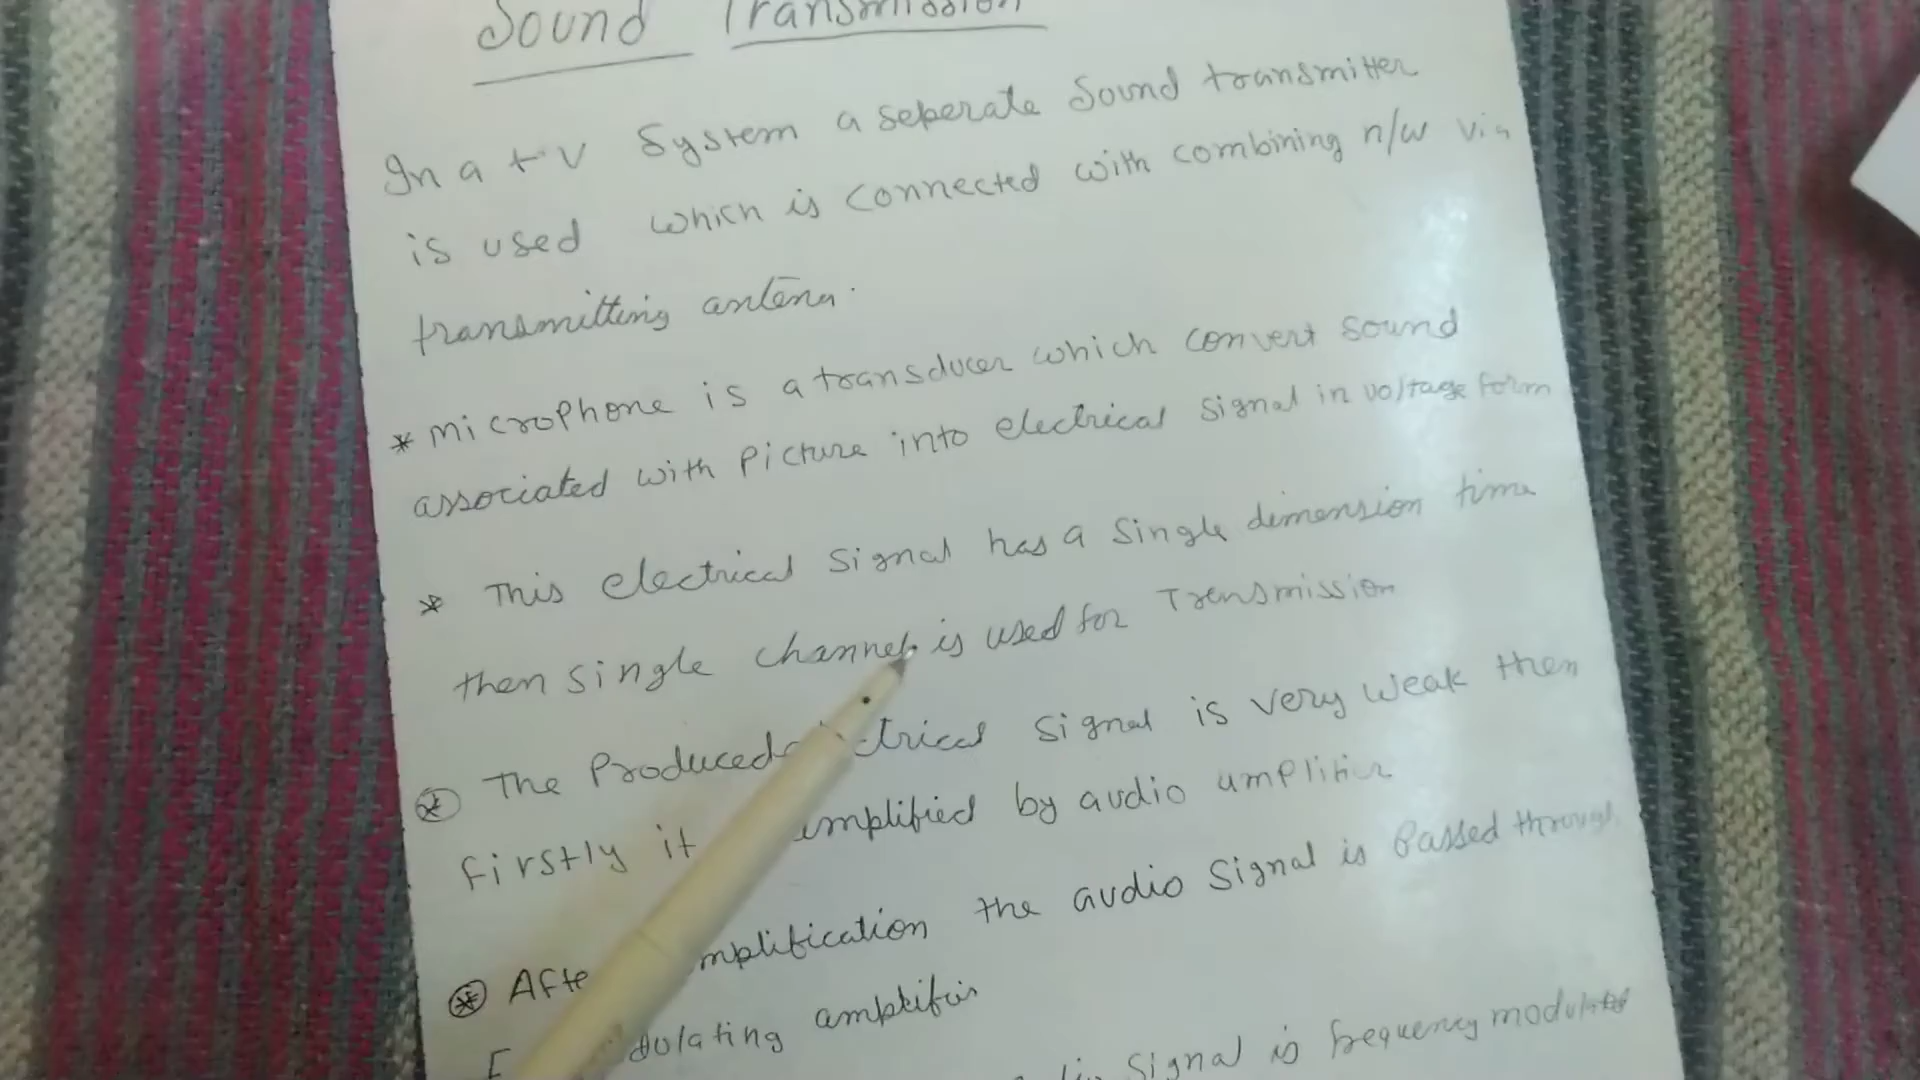 Sound Transmission
In a t.v System a seperate Sound transmitter
is used which is connected with combining n/w via
transmitting antena.
* microphone is a transducer which convert sound
associated with picture into electrical signal in voltage form
* This electrical signal has a single dimension time
then single channel is used for Transmission
* The Produced signal is very weak then
firstly it amplified by audio amplifier
* the audio signal is Passed through
amplifier
signal is frequency modulated